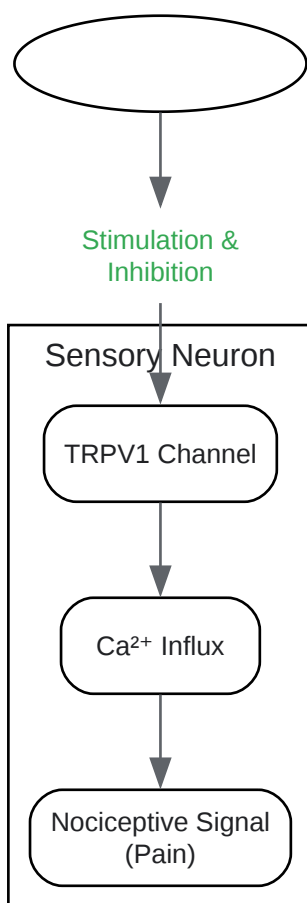 Stimulation &
Inhibition
Sensory Neuron
TRPV1 Channel
Ca²⁺ Influx
Nociceptive Signal
(Pain)